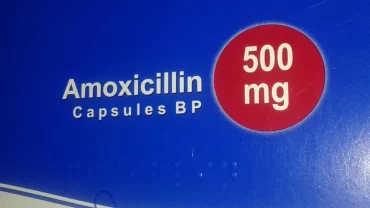 Amoxicillin
Capsules BP
500
mg